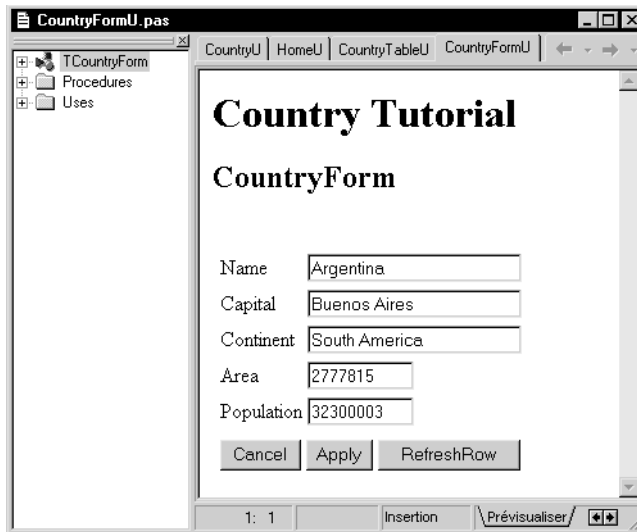 CountryFormU.pas
TCountryForm
Procedures
Uses
CountryU HomeU CountryTableU CountryFormU
Country Tutorial
CountryForm
Name Argentina
Capital Buenos Aires
Continent South America
Area 2777815
Population 32300003
Cancel Apply RefreshRow
1: 1 Insertion Prévisualiser